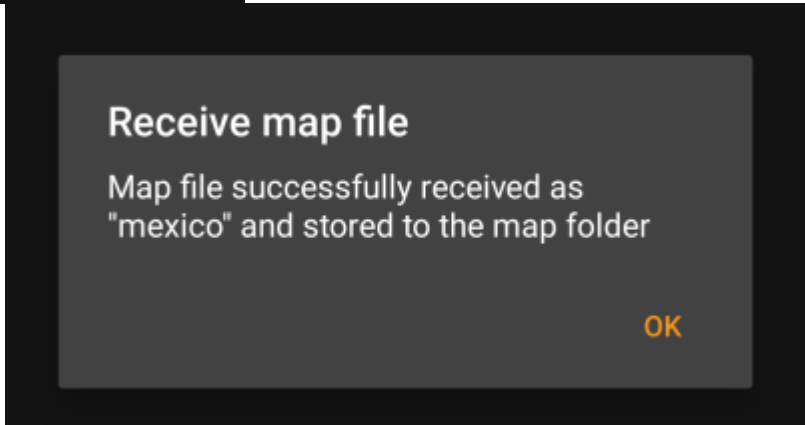 Receive map file
Map file successfully received as
"mexico" and stored to the map folder
OK